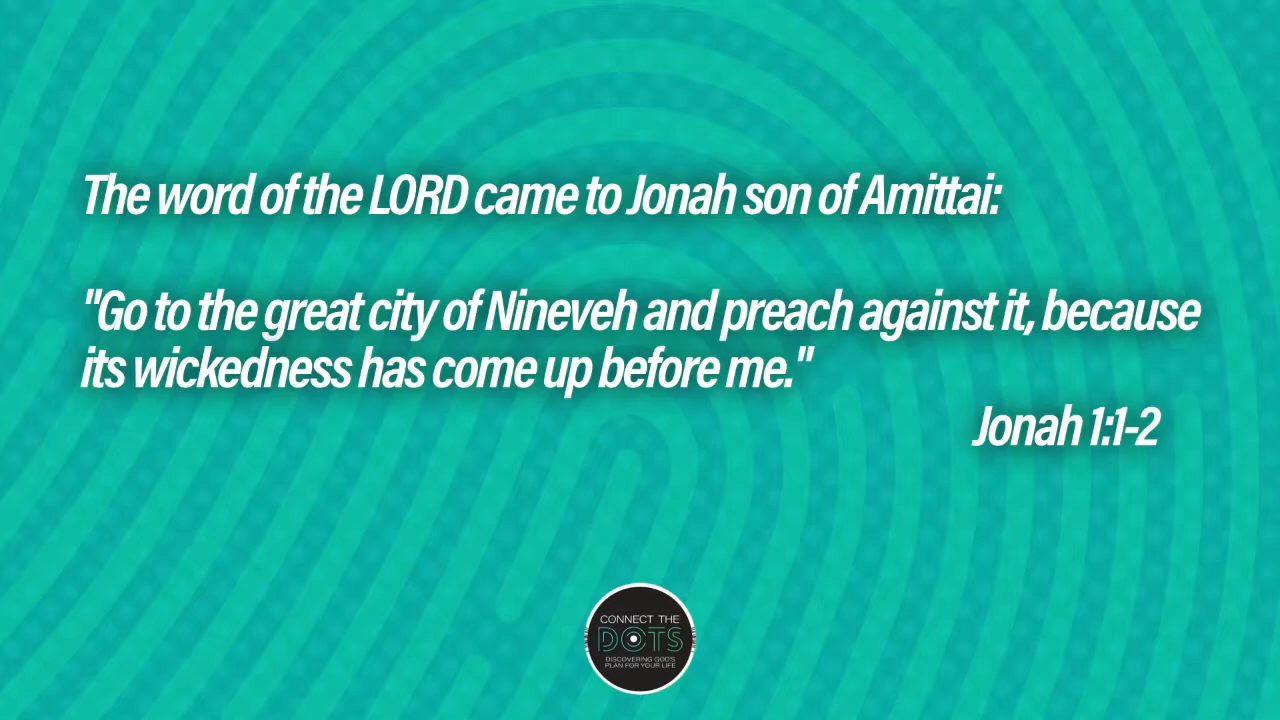 The word of the LORD came to Jonah son of Amittai:
"Go to the great city of Nineveh and preach against it, because
its wickedness has come up before me."
Jonah 1:1-2
CONNECT THE
DOTS
DISCOVERING GOD'S
PLAN FOR YOUR LIFE